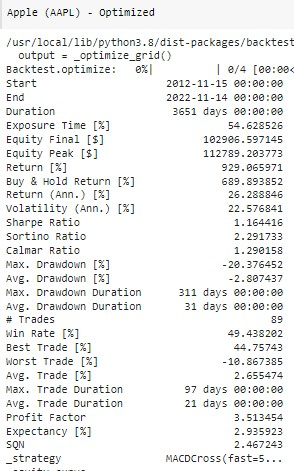 Apple (AAPL) - Optimized
/usr/local/lib/python3.8/dist-packages/backtest
output = _optimize_grid()
Backtest.optimize: 0%| | 0/4 [00:00<
Start 2012-11-15 00:00:00
End 2022-11-14 00:00:00
Duration 3651 days 00:00:00
Exposure Time [%] 54.628526
Equity Final [$] 102906.597145
Equity Peak [$] 112789.203773
Return [%] 929.065971
Buy & Hold Return [%] 689.893852
Return (Ann.) [%] 26.288846
Volatility (Ann.) [%] 22.576841
Sharpe Ratio 1.164416
Sortino Ratio 2.291733
Calmar Ratio 1.290158
Max. Drawdown [%] -20.376452
Avg. Drawdown [%] -2.807437
Max. Drawdown Duration 311 days 00:00:00
Avg. Drawdown Duration 31 days 00:00:00
# Trades 89
Win Rate [%] 49.438202
Best Trade [%] 44.75743
Worst Trade [%] -10.867385
Avg. Trade [%] 2.655474
Max. Trade Duration 97 days 00:00:00
Avg. Trade Duration 21 days 00:00:00
Profit Factor 3.513454
Expectancy [%] 2.935923
SQN 2.467243
_strategy MACDCross(fast=5...